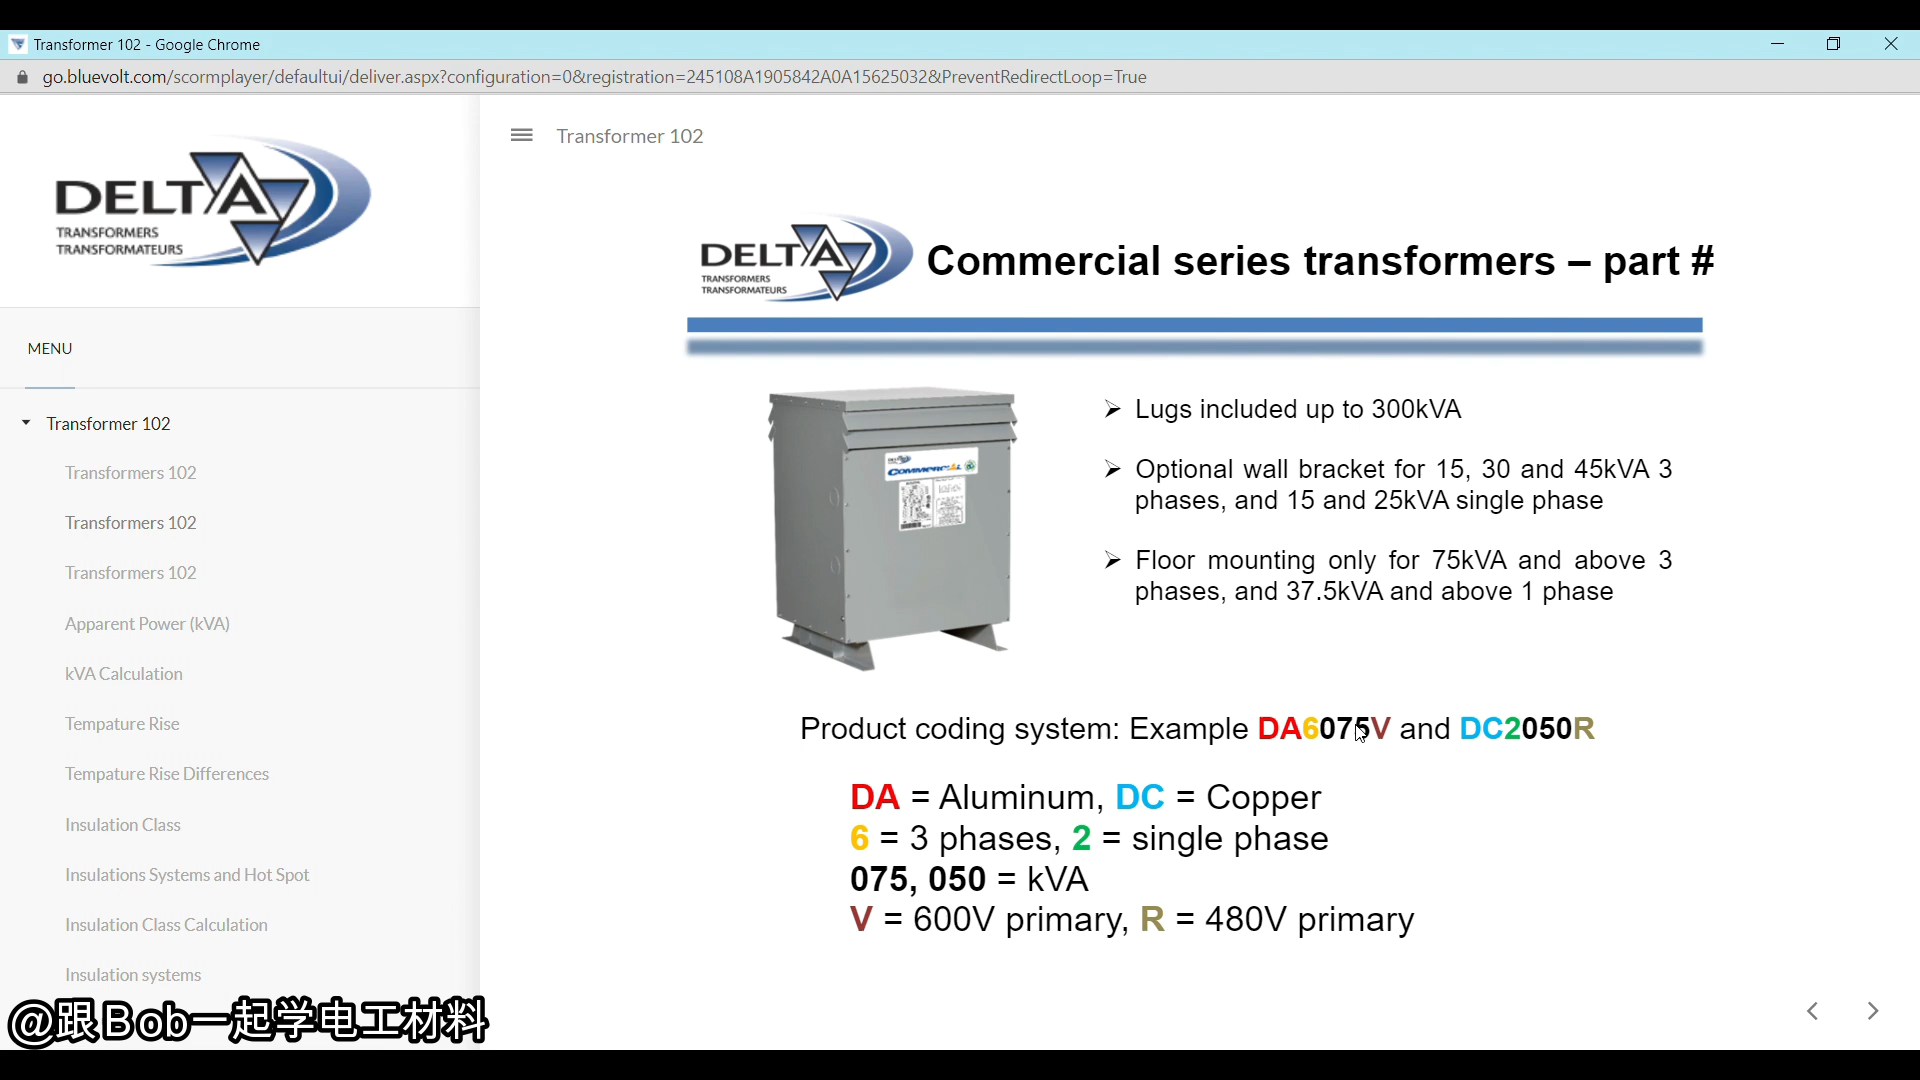 Transformer 102 - Google Chrome
go.bluevolt.com/scormplayer/defaultui/deliver.aspx?configuration=0&registration=245108A1905842A0A15625032&PreventRedirectLoop=True
DELTA
TRANSFORMERS
TRANSFORMATEURS
MENU
Transformer 102
Transformers 102
Transformers 102
Transformers 102
Apparent Power (kVA)
kVA Calculation
Tempature Rise
Tempature Rise Differences
Insulation Class
Insulations Systems and Hot Spot
Insulation Class Calculation
Insulation systems
@跟Bob一起学电工材料
Transformer 102
DELTA
TRANSFORMERS
TRANSFORMATEURS
Commercial series transformers – part #
COMMERCIAL
➢ Lugs included up to 300kVA
➢ Optional wall bracket for 15, 30 and 45kVA 3
phases, and 15 and 25kVA single phase
➢ Floor mounting only for 75kVA and above 3
phases, and 37.5kVA and above 1 phase
Product coding system: Example DA6075V and DC2050R
DA = Aluminum, DC = Copper
6 = 3 phases, 2 = single phase
075, 050 = kVA
V = 600V primary, R = 480V primary